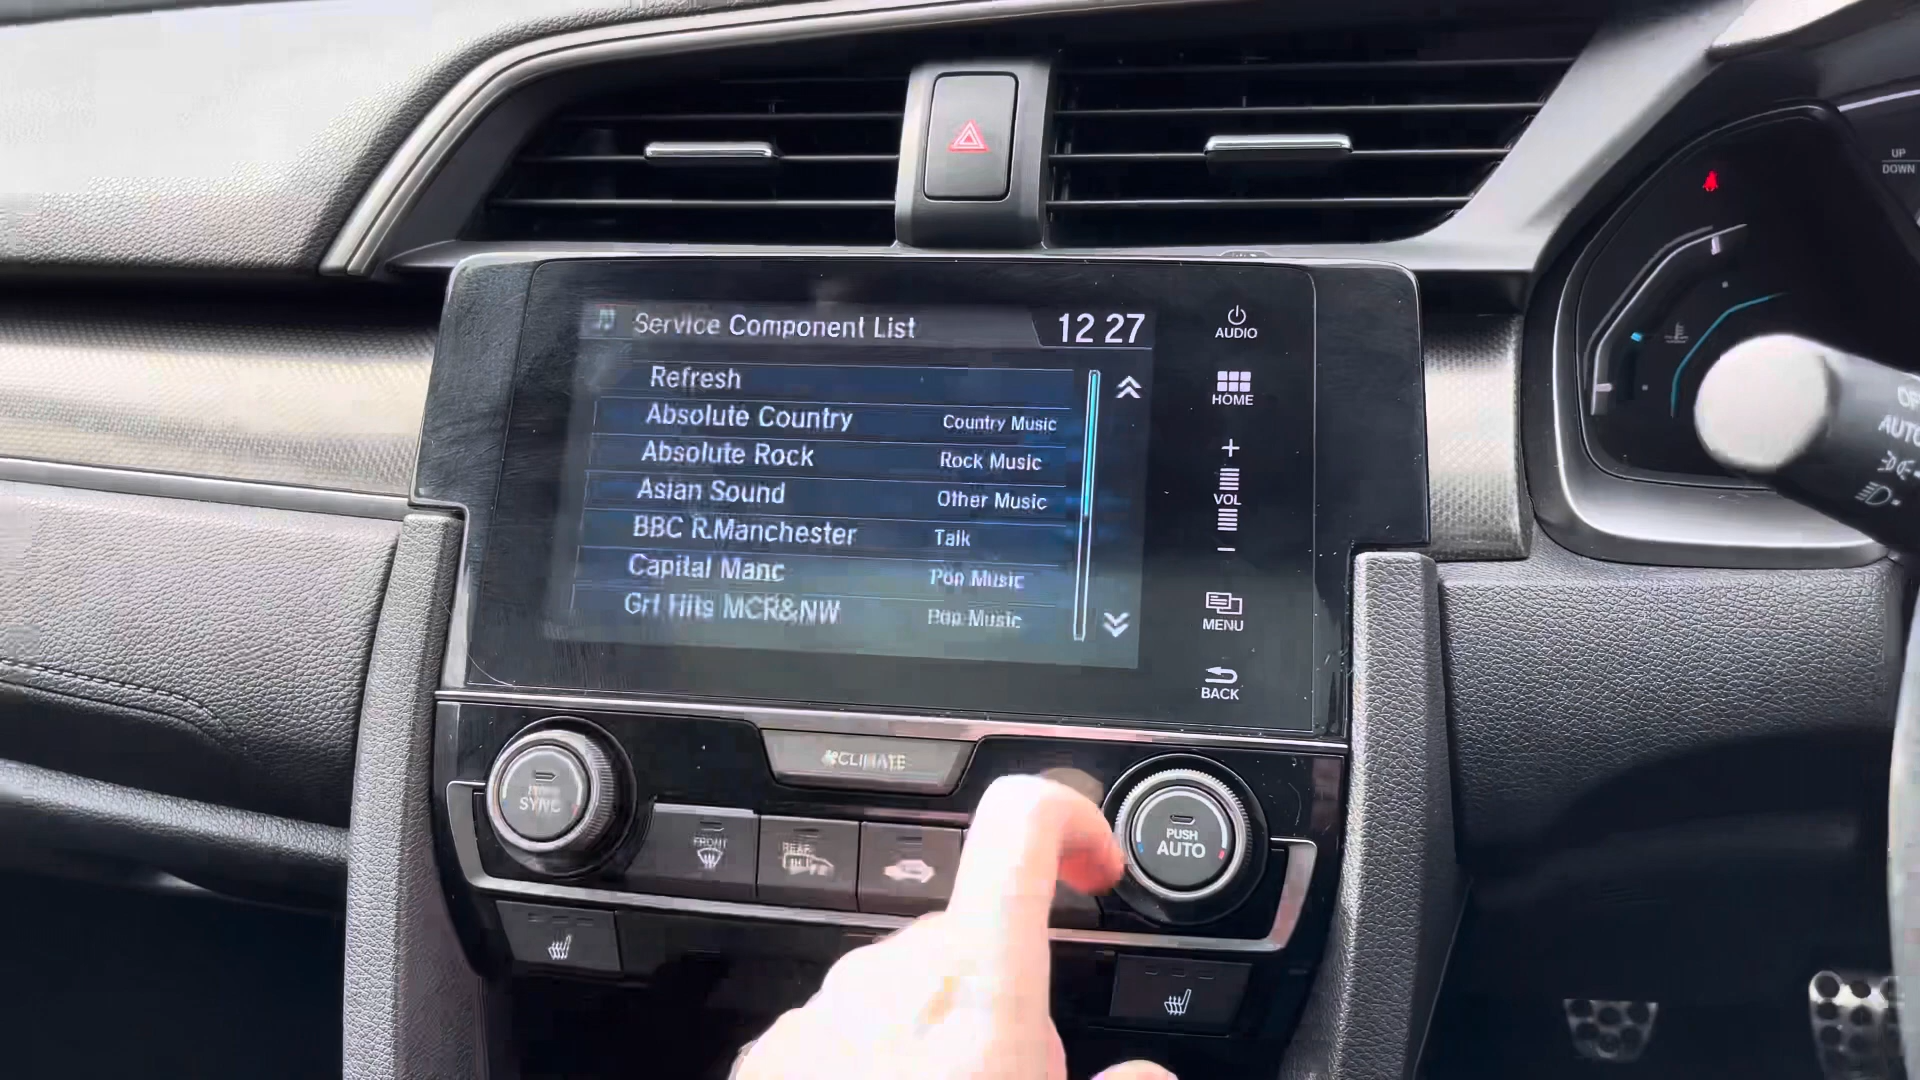 Service Component List
12 27
Refresh
Absolute Country Country Music
Absolute Rock Rock Music
Asian Sound Other Music
BBC R.Manchester Talk
Capital Manc Pop Music
Grt Hits MCR&NW Pop Music
AUDIO
HOME
+
VOL
−
MENU
BACK
CLIMATE
SYNC
FRONT
REAR
PUSH
AUTO
UP
DOWN
AUTO